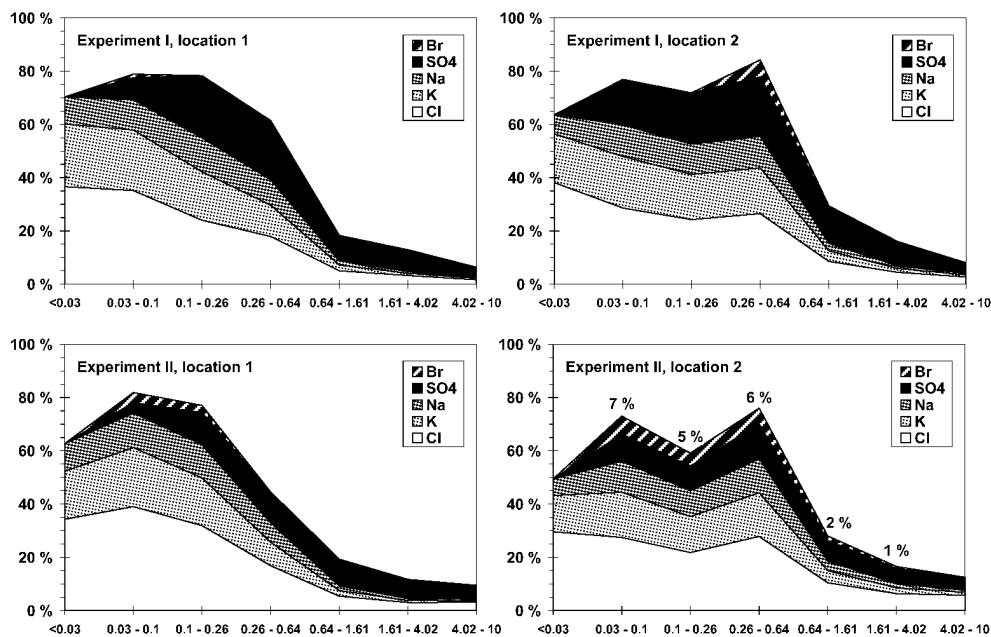 100 %
80 %
60 %
40 %
20 %
0 %
Experiment I, location 1
Br
SO4
Na
K
Cl
<0.03 0.03 - 0.1 0.1 - 0.26 0.26 - 0.64 0.64 - 1.61 1.61 - 4.02 4.02 - 10
100 %
80 %
60 %
40 %
20 %
0 %
Experiment I, location 2
Br
SO4
Na
K
Cl
<0.03 0.03 - 0.1 0.1 - 0.26 0.26 - 0.64 0.64 - 1.61 1.61 - 4.02 4.02 - 10
100 %
80 %
60 %
40 %
20 %
0 %
Experiment II, location 1
Br
SO4
Na
K
Cl
<0.03 0.03 - 0.1 0.1 - 0.26 0.26 - 0.64 0.64 - 1.61 1.61 - 4.02 4.02 - 10
100 %
80 %
60 %
40 %
20 %
0 %
Experiment II, location 2
Br
SO4
Na
K
Cl
7 %
5 %
6 %
2 %
1 %
<0.03 0.03 - 0.1 0.1 - 0.26 0.26 - 0.64 0.64 - 1.61 1.61 - 4.02 4.02 - 10